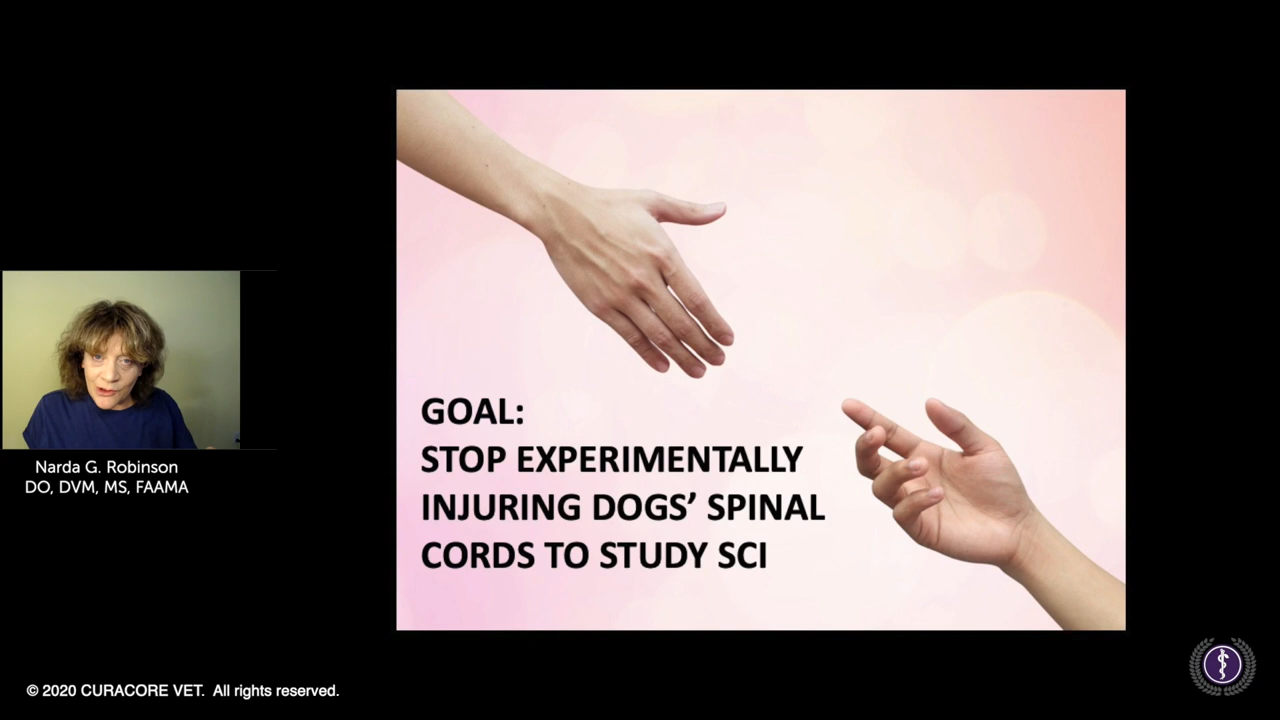 GOAL:
STOP EXPERIMENTALLY
INJURING DOGS’ SPINAL
CORDS TO STUDY SCI
Narda G. Robinson
DO, DVM, MS, FAAMA
© 2020 CURACORE VET.  All rights reserved.